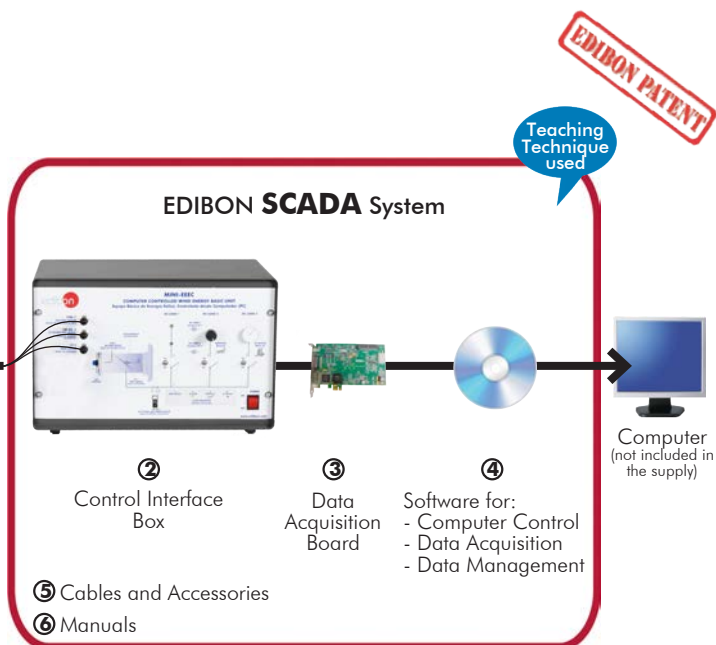 EDIBON PATENT
Teaching
Technique
used
EDIBON SCADA System
MINI-EEEC
COMPUTER CONTROLLED WIND ENERGY BASIC UNIT
②
Control Interface
Box
③
Data
Acquisition
Board
④
Software for:
- Computer Control
- Data Acquisition
- Data Management
Computer
(not included in
the supply)
⑤ Cables and Accessories
⑥ Manuals